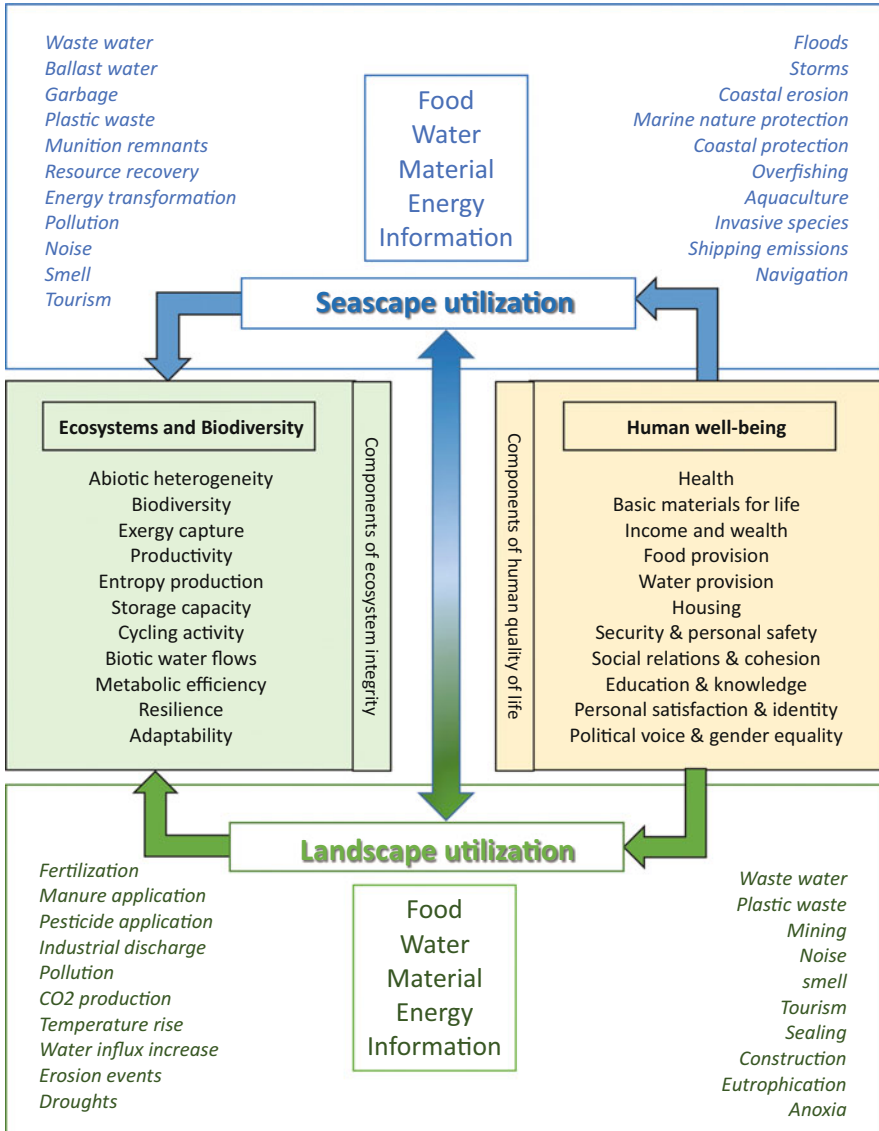 Waste water
Ballast water
Garbage
Plastic waste
Munition remnants
Resource recovery
Energy transformation
Pollution
Noise
Smell
Tourism
Food
Water
Material
Energy
Information
Floods
Storms
Coastal erosion
Marine nature protection
Coastal protection
Overfishing
Aquaculture
Invasive species
Shipping emissions
Navigation
Seascape utilization
Ecosystems and Biodiversity
Abiotic heterogeneity
Biodiversity
Exergy capture
Productivity
Entropy production
Storage capacity
Cycling activity
Biotic water flows
Metabolic efficiency
Resilience
Adaptability
Components of ecosystem integrity
Components of human quality of life
Human well-being
Health
Basic materials for life
Income and wealth
Food provision
Water provision
Housing
Security & personal safety
Social relations & cohesion
Education & knowledge
Personal satisfaction & identity
Political voice & gender equality
Landscape utilization
Fertilization
Manure application
Pesticide application
Industrial discharge
Pollution
CO2 production
Temperature rise
Water influx increase
Erosion events
Droughts
Food
Water
Material
Energy
Information
Waste water
Plastic waste
Mining
Noise
smell
Tourism
Sealing
Construction
Eutrophication
Anoxia